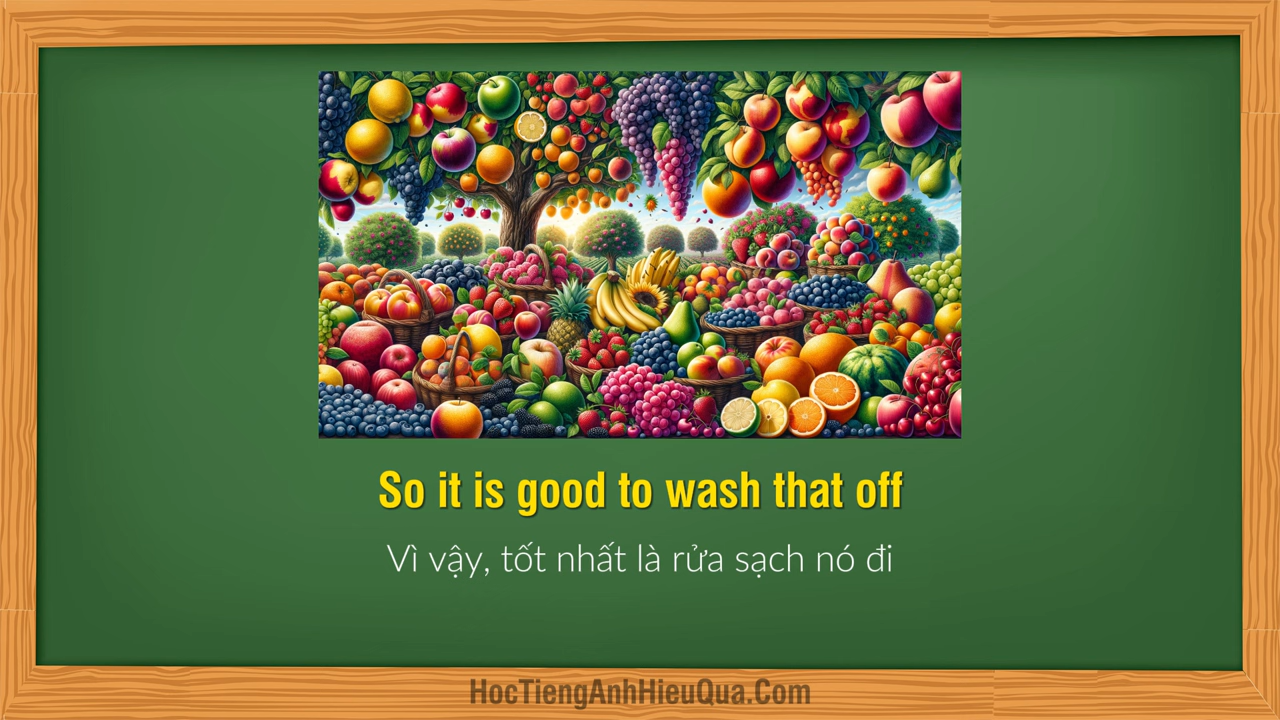 So it is good to wash that off
Vì vậy, tốt nhất là rửa sạch nó đi
HocTiengAnhHieuQua.Com